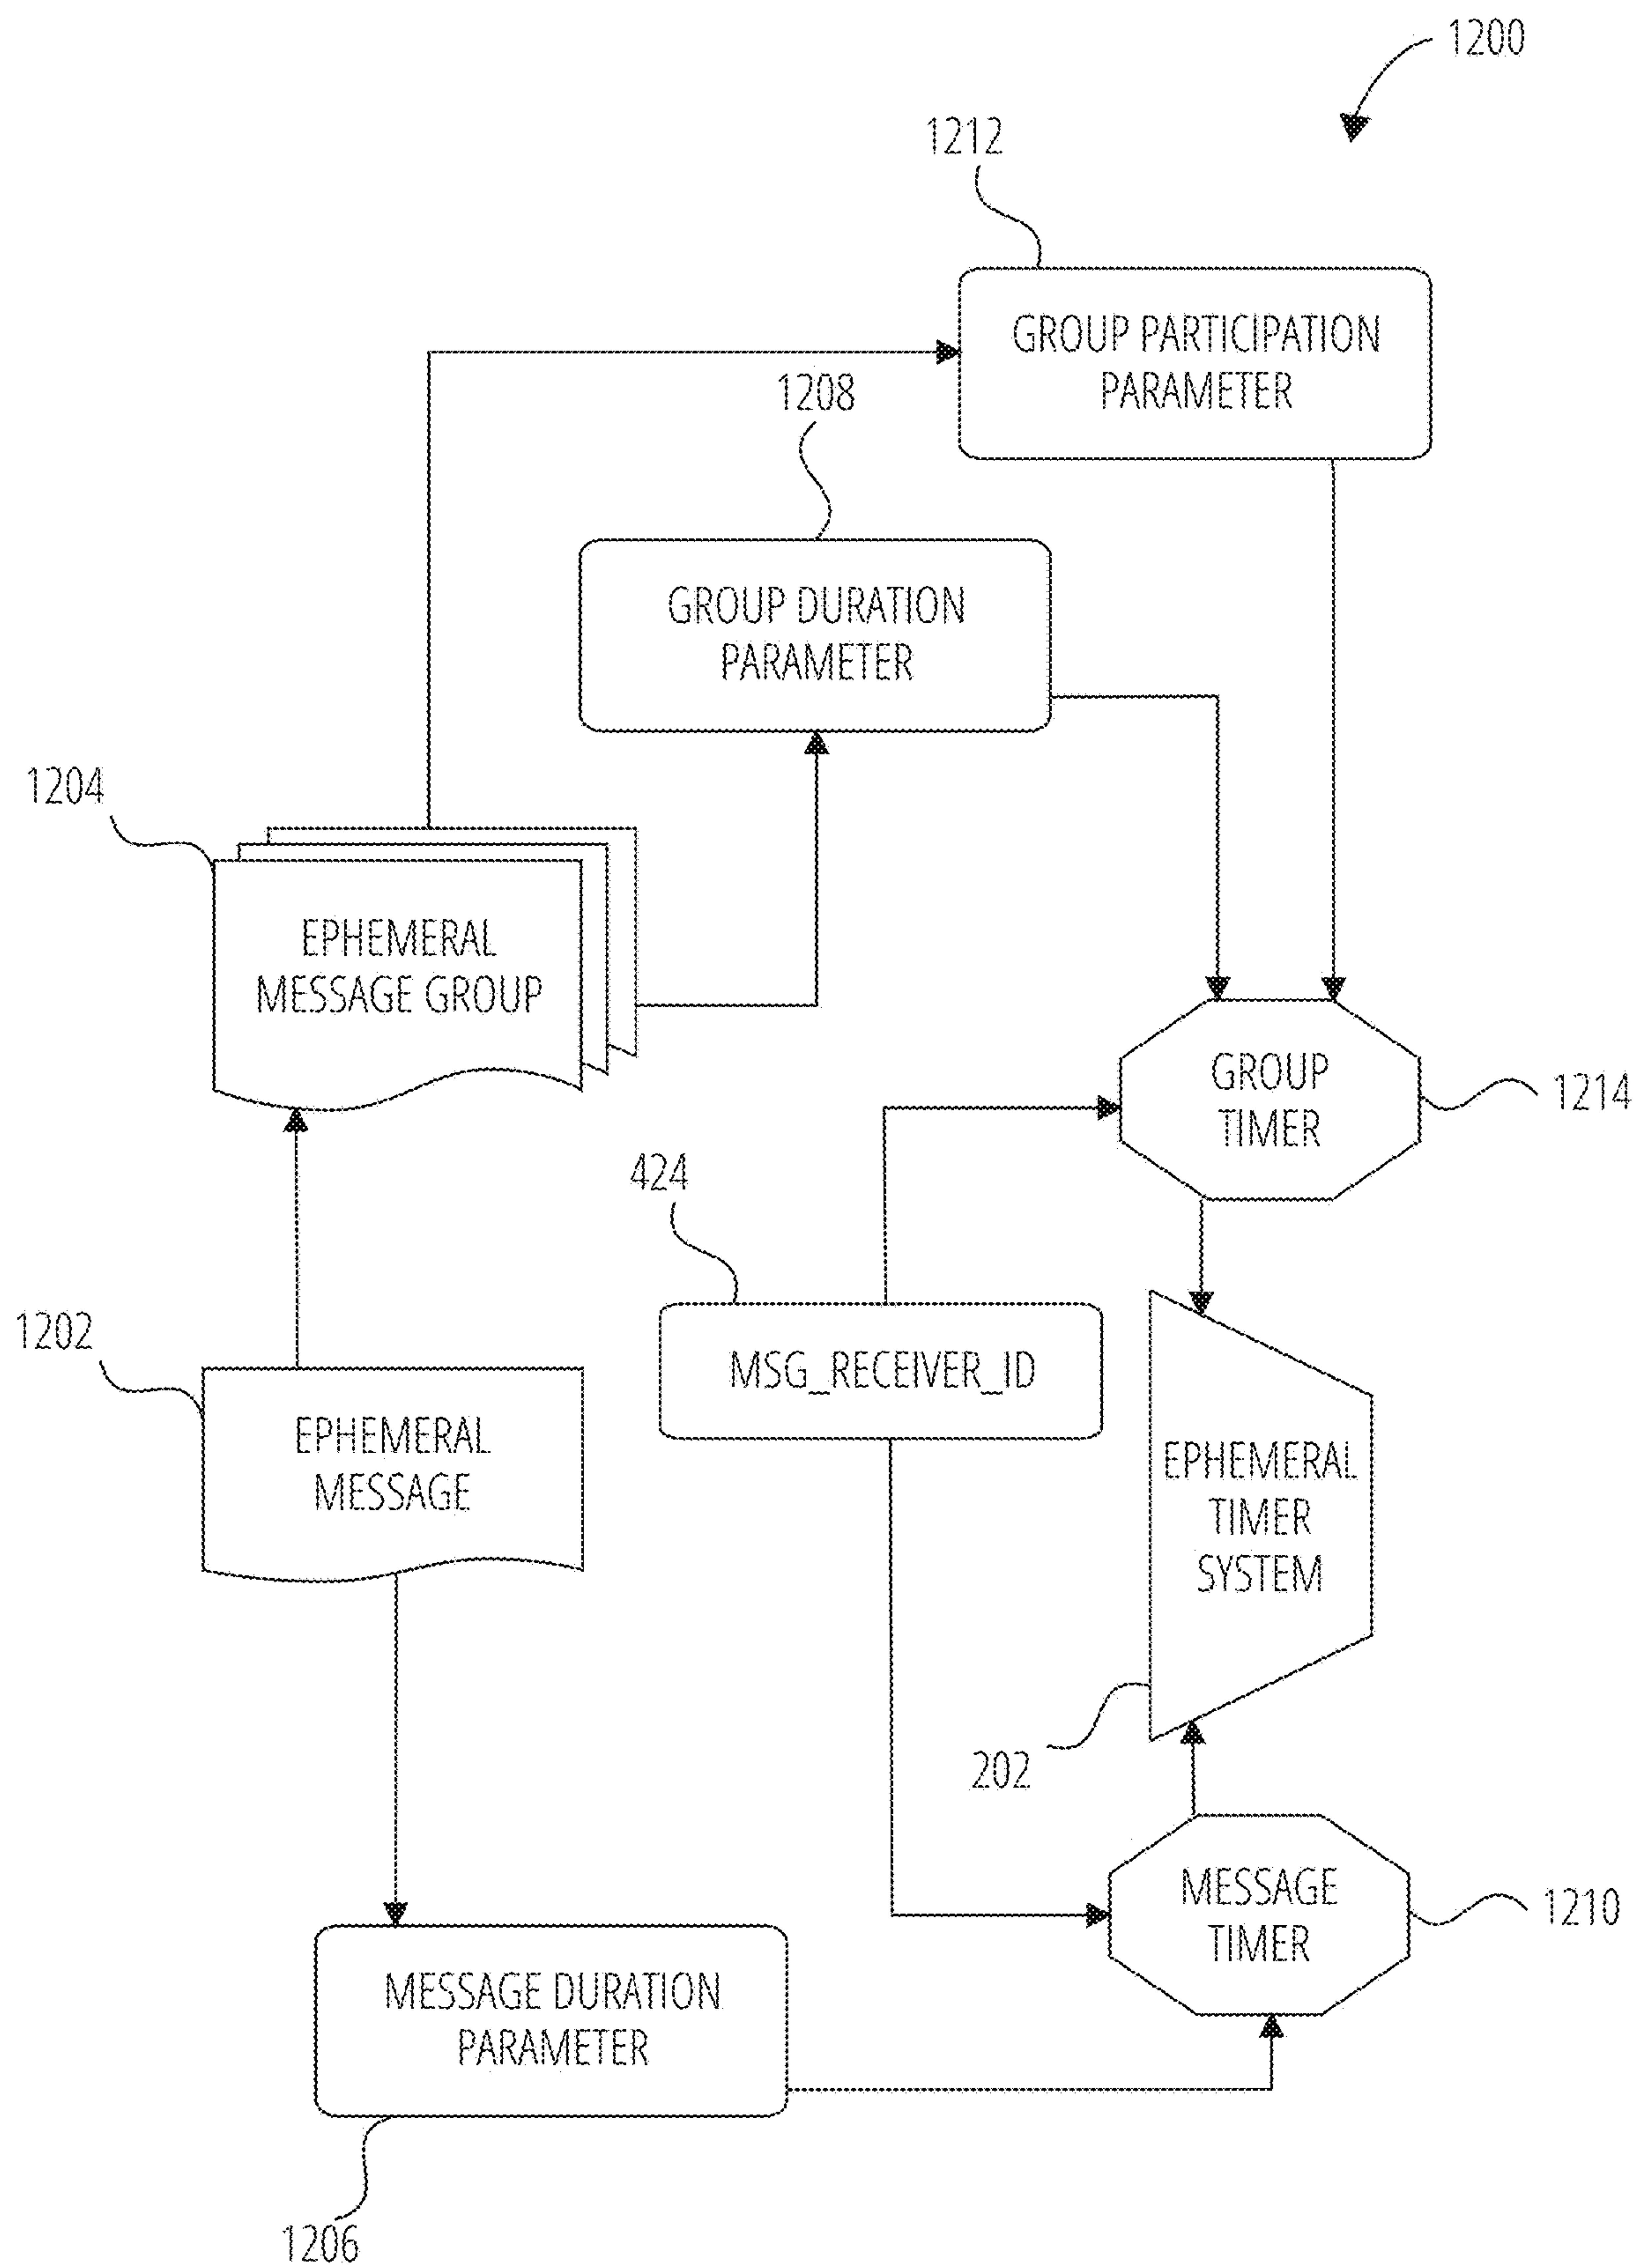 1200
1212
GROUP PARTICIPATION
PARAMETER
1208
GROUP DURATION
PARAMETER
1204
EPHEMERAL
MESSAGE GROUP
GROUP
TIMER
1214
424
1202
MSG_RECEIVER_ID
EPHEMERAL
MESSAGE
EPHEMERAL
TIMER
SYSTEM
202
MESSAGE
TIMER
1210
MESSAGE DURATION
PARAMETER
1206